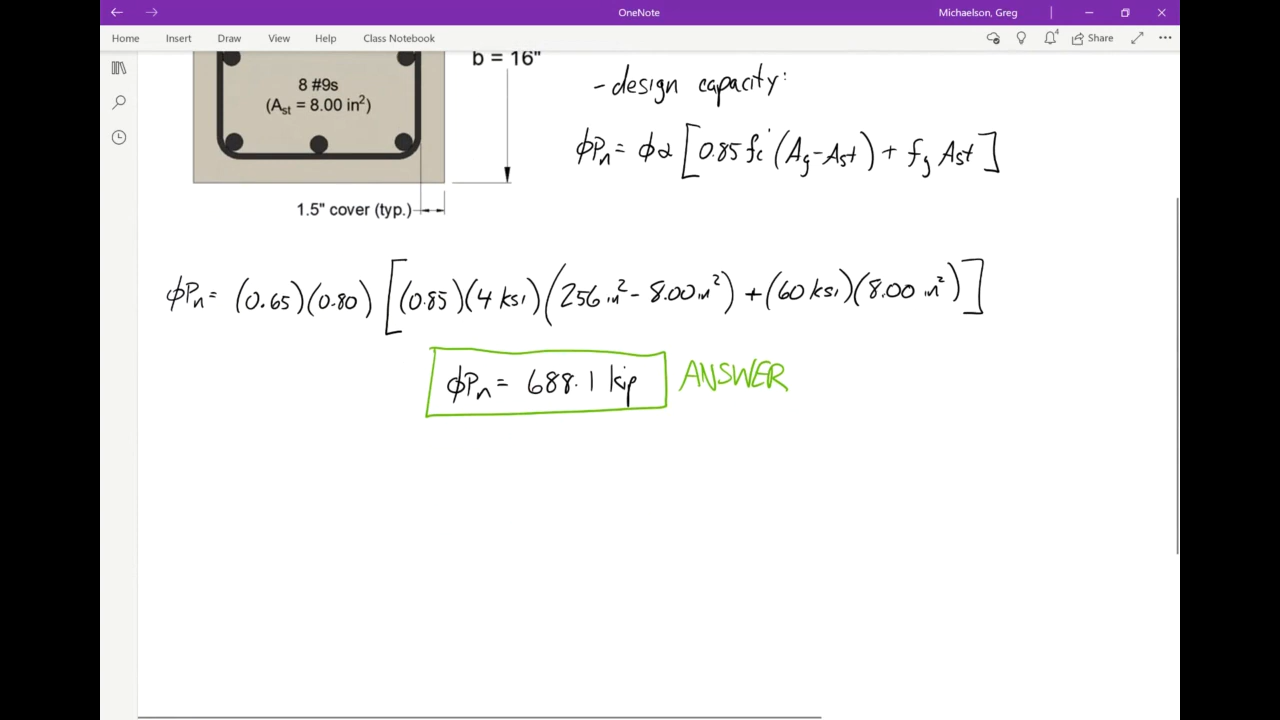 OneNote
Michaelson, Greg
Home Insert Draw View Help Class Notebook
4
Share
b = 16"
8 #9s
(Ast = 8.00 in²)
1.5" cover (typ.)
- design capacity:
ϕPn = ϕα [0.85 fc' (Ag - Ast) + fy Ast]
ϕPn = (0.65)(0.80) [(0.85)(4 ksi)(256 in² - 8.00 in²) + (60 ksi)(8.00 in²)]
ϕPn = 688.1 kip ANSWER